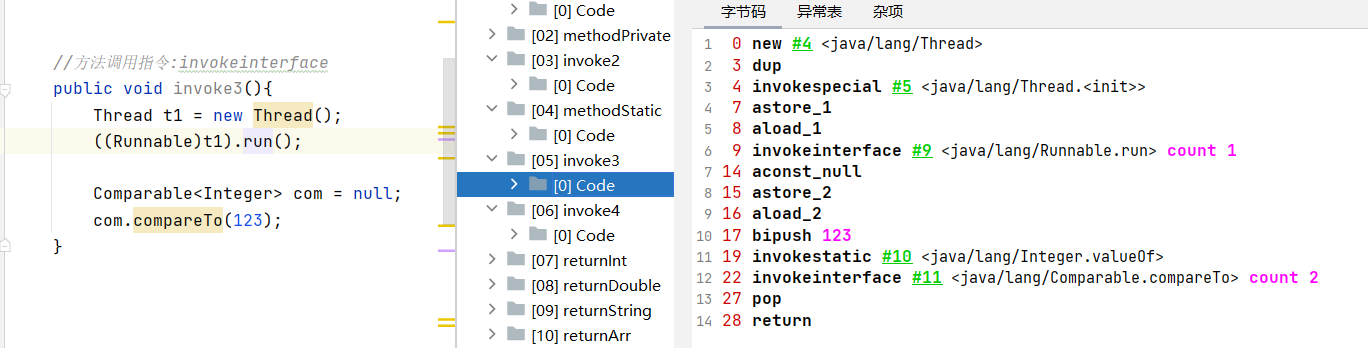 //方法调用指令:invokeinterface
public void invoke3(){
Thread t1 = new Thread();
((Runnable)t1).run();
Comparable<Integer> com = null;
com.compareTo(123);
}
[0] Code
[02] methodPrivate
[03] invoke2
[0] Code
[04] methodStatic
[0] Code
[05] invoke3
[0] Code
[06] invoke4
[0] Code
[07] returnInt
[08] returnDouble
[09] returnString
[10] returnArr
字节码 异常表 杂项
1 0 new #4 <java/lang/Thread>
2 3 dup
3 4 invokespecial #5 <java/lang/Thread.<init>>
4 7 astore_1
5 8 aload_1
6 9 invokeinterface #9 <java/lang/Runnable.run> count 1
7 14 aconst_null
8 15 astore_2
9 16 aload_2
10 17 bipush 123
11 19 invokestatic #10 <java/lang/Integer.valueOf>
12 22 invokeinterface #11 <java/lang/Comparable.compareTo> count 2
13 27 pop
14 28 return